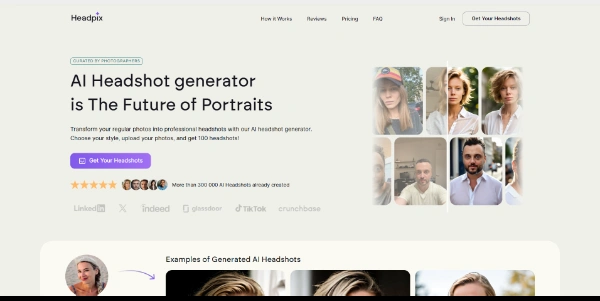 Headpix
How it Works
Reviews
Pricing
FAQ
Sign In
Get Your Headshots
CURATED BY PHOTOGRAPHERS
AI Headshot generator
is The Future of Portraits
Transform your regular photos into professional headshots with our AI headshot generator.
Choose your style, upload your photos, and get 100 headshots!
Get Your Headshots
More than 300 000 AI Headshots already created
Linkedin
X
indeed
glassdoor
TikTok
crunchbase
Examples of Generated AI Headshots